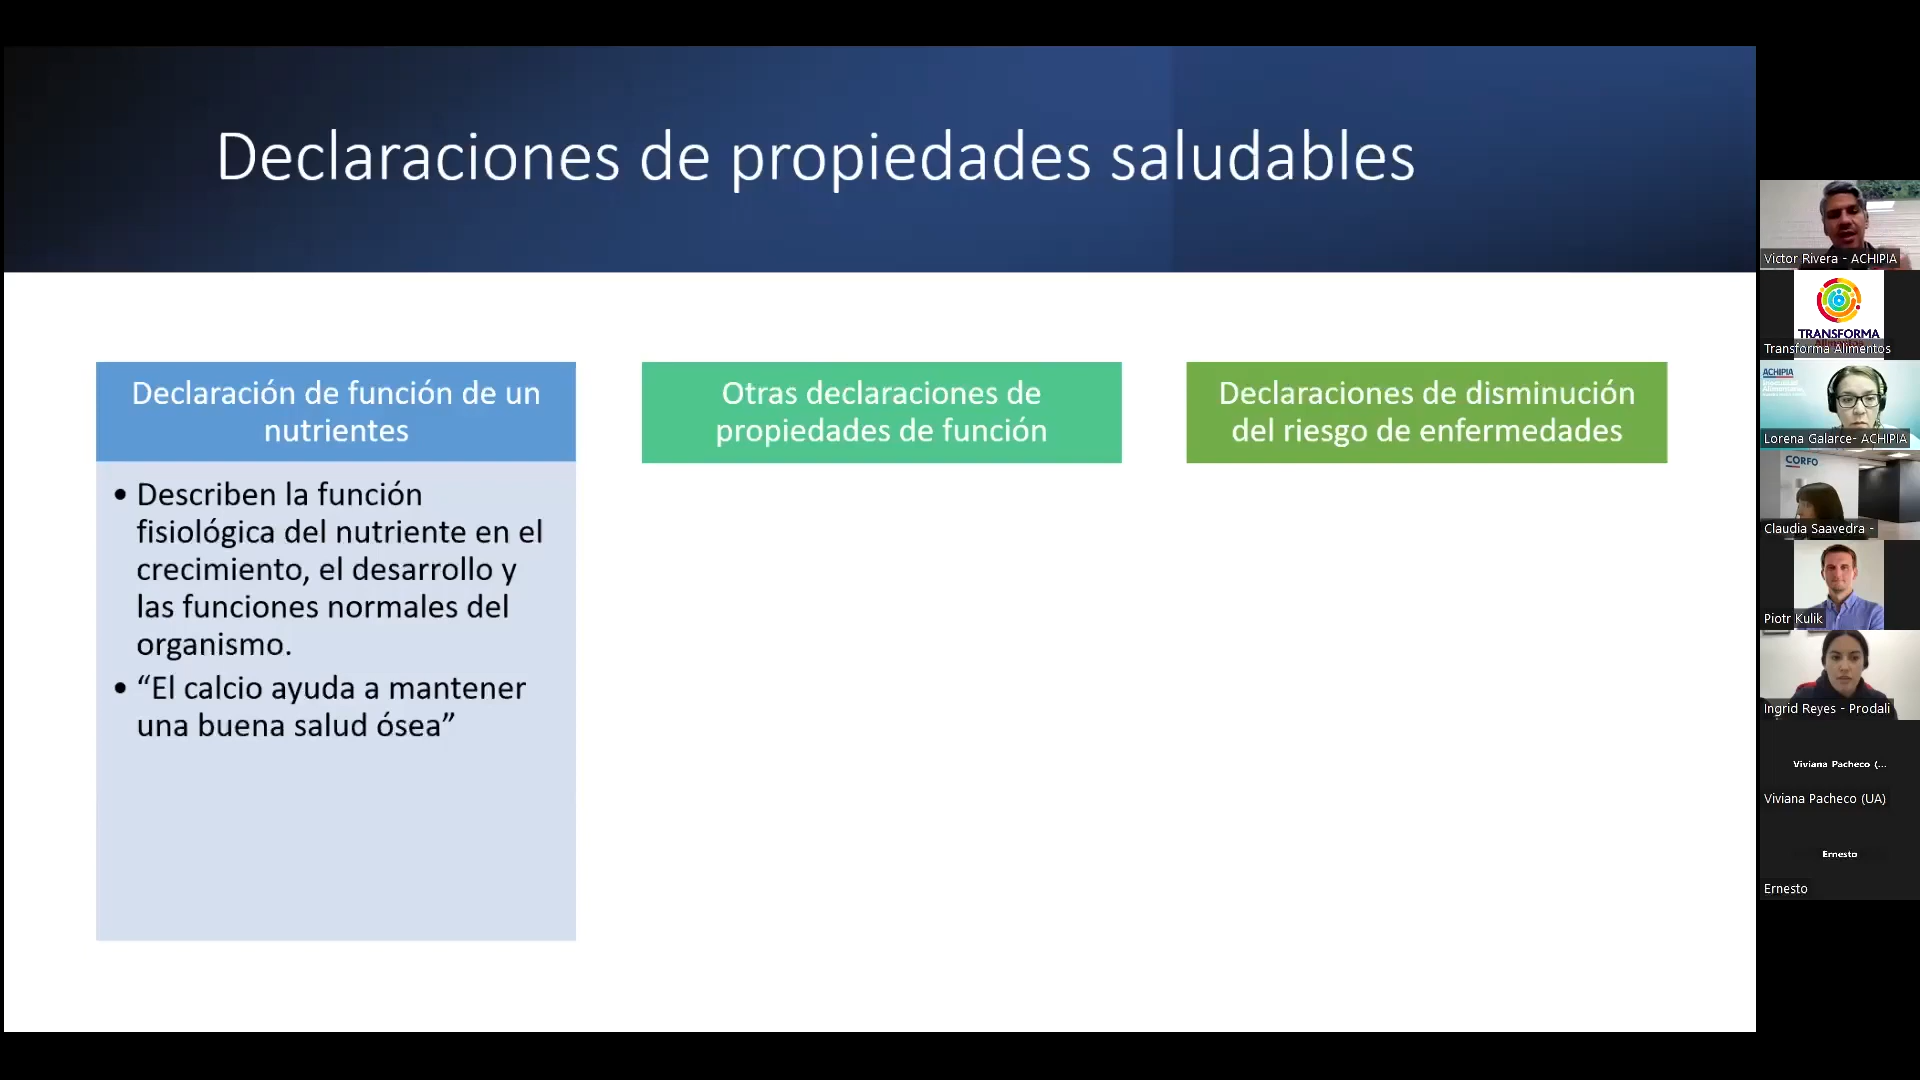 Declaraciones de propiedades saludables
Declaración de función de un
nutrientes
• Describen la función
fisiológica del nutriente en el
crecimiento, el desarrollo y
las funciones normales del
organismo.
• “El calcio ayuda a mantener
una buena salud ósea”
Otras declaraciones de
propiedades de función
Declaraciones de disminución
del riesgo de enfermedades
Victor Rivera - ACHIPIA
TRANSFORMA
Transforma Alimentos
ACHIPIA
Lorena Galarce- ACHIPIA
CORFO
Claudia Saavedra -
Piotr Kulik
Ingrid Reyes - Prodali
Viviana Pacheco (...
Viviana Pacheco (UA)
Ernesto
Ernesto